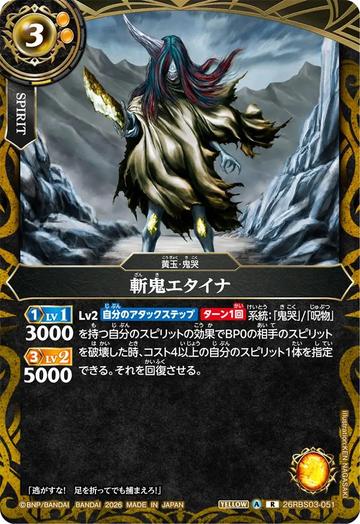 3
SPIRIT
黄玉・鬼哭
斬鬼エタイナ
1 LV1 3000
3 LV2 5000
Lv2 自分のアタックステップ ターン1回 系統:「鬼哭」/「呪物」
を持つ自分のスピリットの効果でBP0の相手のスピリット
を破壊した時、コスト4以上の自分のスピリット1体を指定
できる。それを回復させる。
Illustration:KEN NAGASAKI
「逃がすな! 足を折ってでも捕まえろ!」
©BNP/BANDAI BANDAI 2026 MADE IN JAPAN
YELLOW A R 26RBS03-051